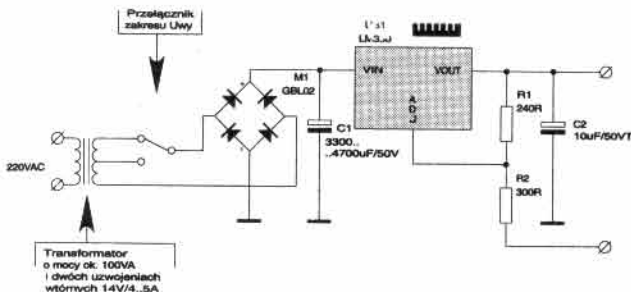 Przełącznik
zakresu Uwy
M1
GBL02
VIN
VOUT
A
D
J
C1
3300...
..4700uF/50V
R1
240R
C2
10uF/50VT
R2
300R
220VAC
Transformator
o mocy ok. 100VA
i dwóch uzwojeniach
wtórnych 14V/4..5A